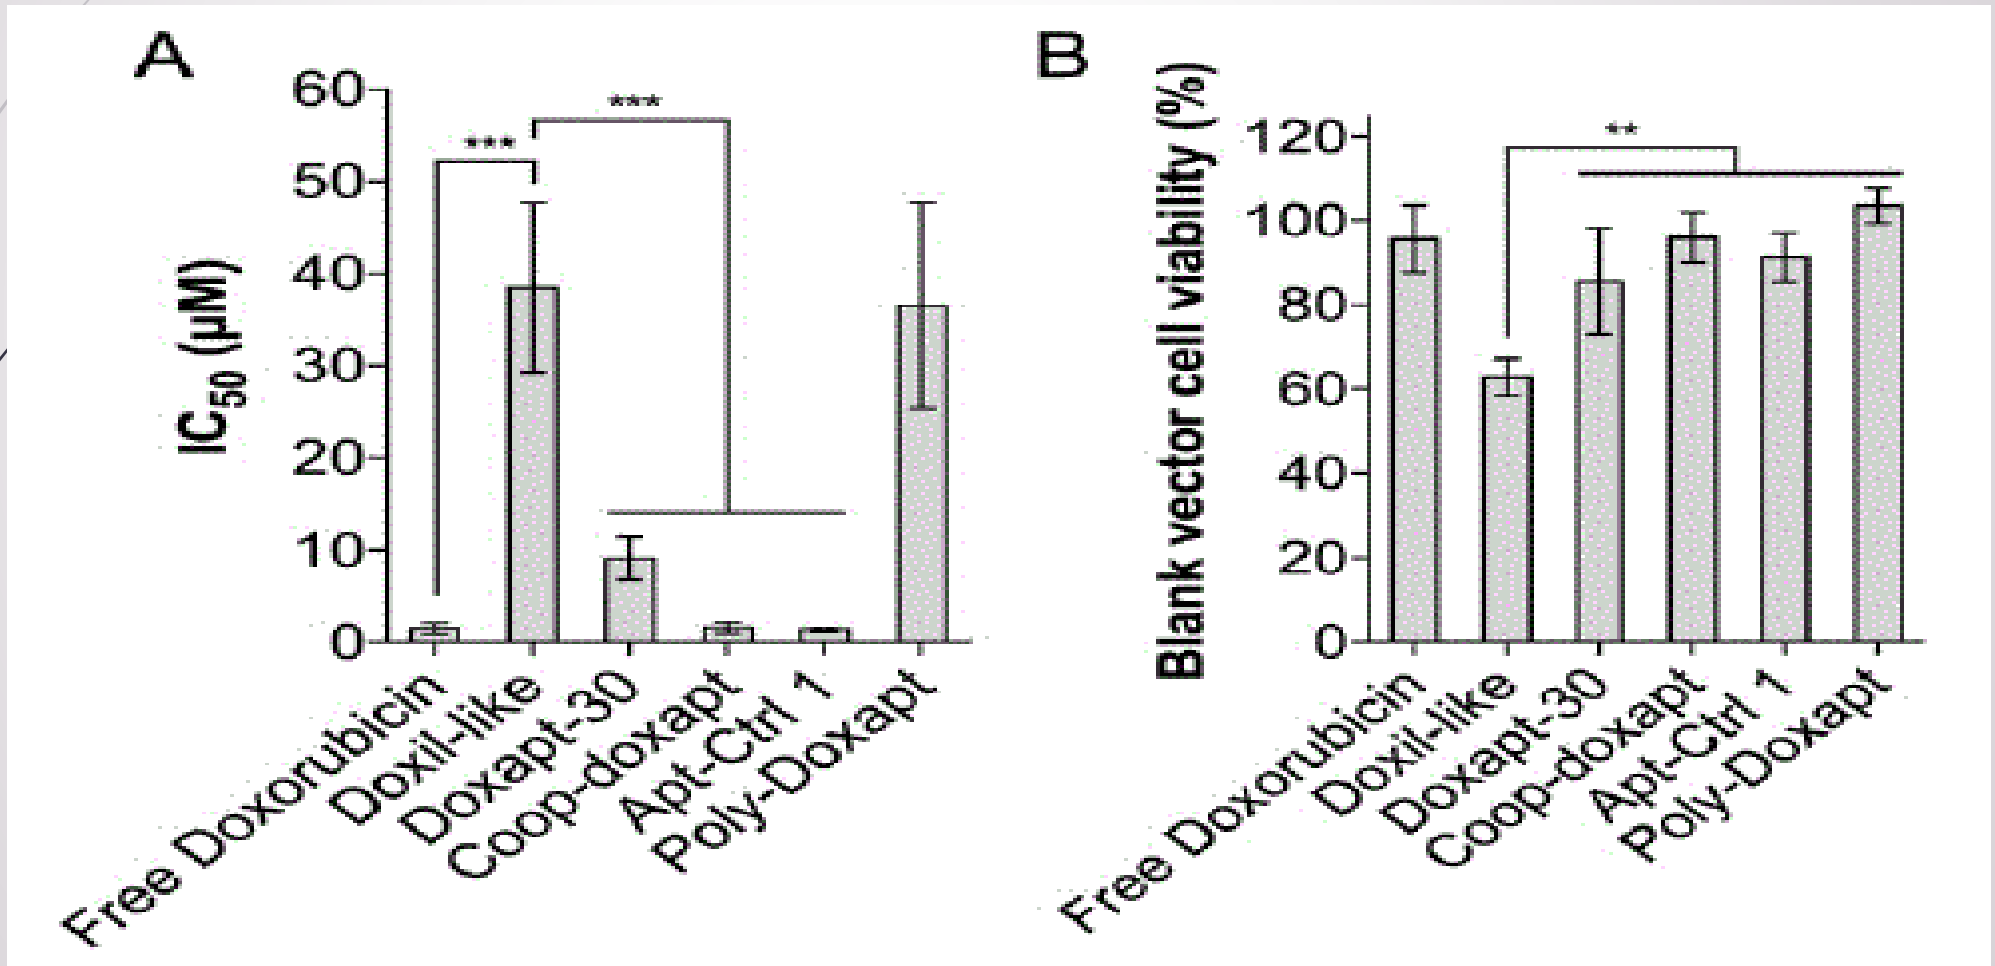 A
60
50
40
30
20
10
0
IC50 (µM)
***
***
Free Doxorubicin
Doxil-like
Doxapt-30
Coop-doxapt
Apt-Ctrl 1
Poly-Doxapt
B
120
100
80
60
40
20
0
Blank vector cell viability (%)
**
Free Doxorubicin
Doxil-like
Doxapt-30
Coop-doxapt
Apt-Ctrl 1
Poly-Doxapt